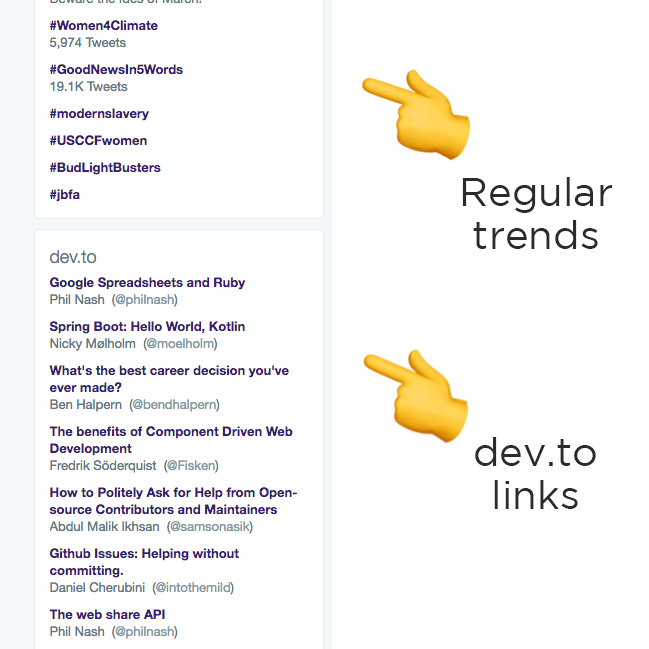 Beware the Ides of March!
#Women4Climate
5,974 Tweets
#GoodNewsIn5Words
19.1K Tweets
#modernslavery
#USCCFwomen
#BudLightBusters
#jbfa
Regular
trends
dev.to
Google Spreadsheets and Ruby
Phil Nash (@philnash)
Spring Boot: Hello World, Kotlin
Nicky Mølholm (@moelholm)
What's the best career decision you've
ever made?
Ben Halpern (@bendhalpern)
The benefits of Component Driven Web
Development
Fredrik Söderquist (@Fisken)
How to Politely Ask for Help from Open-
source Contributors and Maintainers
Abdul Malik Ikhsan (@samsonasik)
Github Issues: Helping without
committing.
Daniel Cherubini (@intothemild)
The web share API
Phil Nash (@philnash)
dev.to
links